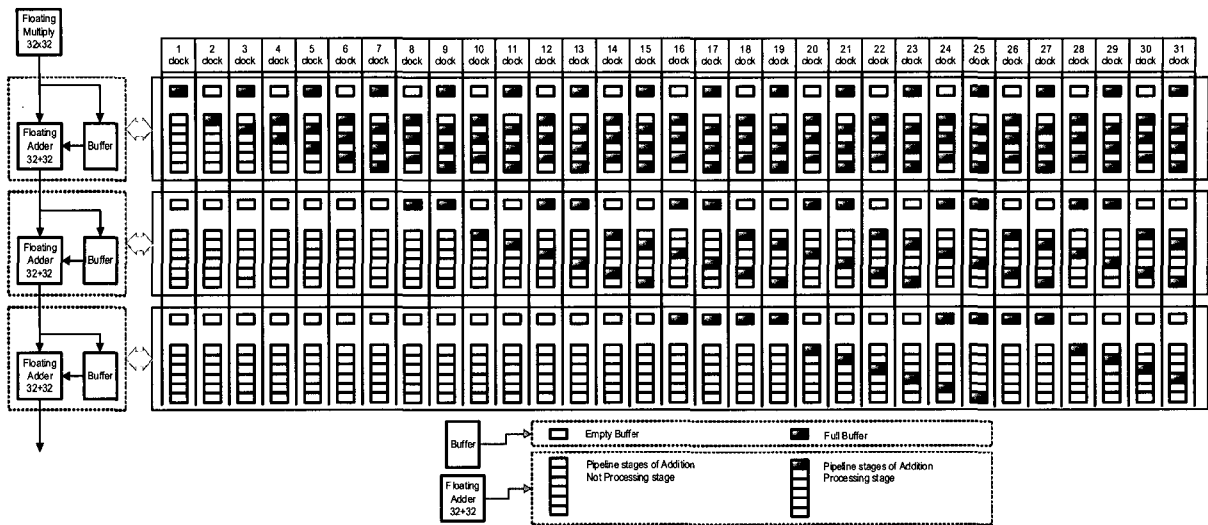 Floating
Multiply
32x32
1 clock
2 clock
3 clock
4 clock
5 clock
6 clock
7 clock
8 clock
9 clock
10 clock
11 clock
12 clock
13 clock
14 clock
15 clock
16 clock
17 clock
18 clock
19 clock
20 clock
21 clock
22 clock
23 clock
24 clock
25 clock
26 clock
27 clock
28 clock
29 clock
30 clock
31 clock
Floating
Adder
32+32
Buffer
Floating
Adder
32+32
Buffer
Floating
Adder
32+32
Buffer
Buffer
Empty Buffer
Full Buffer
Floating
Adder
32+32
Pipeline stages of Addition
Not Processing stage
Pipeline stages of Addition
Processing stage